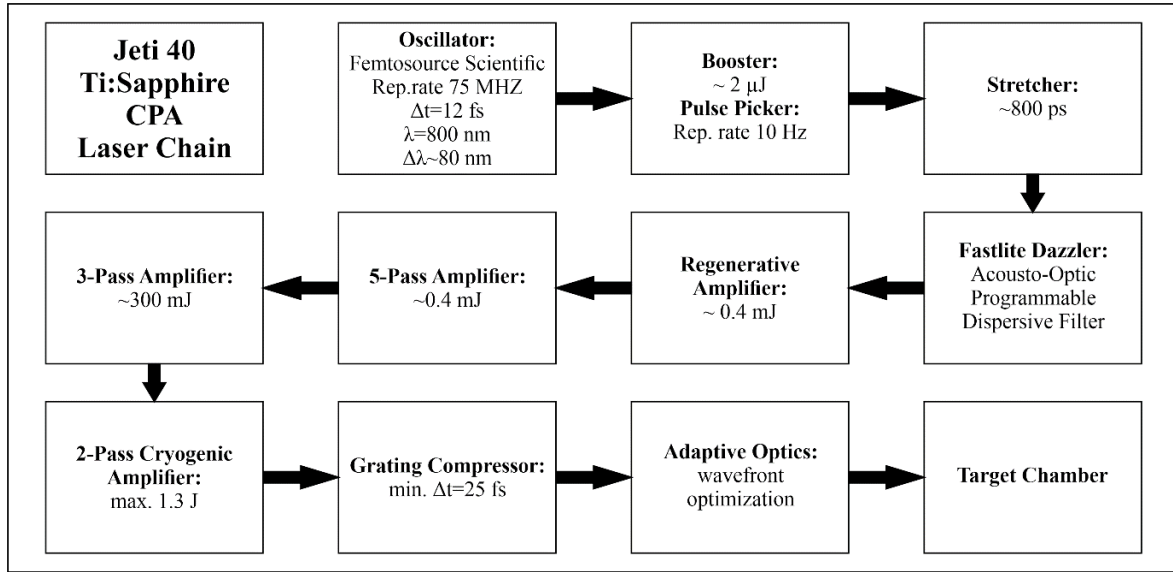 Jeti 40
Ti:Sapphire
CPA
Laser Chain
Oscillator:
Femtosource Scientific
Rep.rate 75 MHZ
Δt=12 fs
λ=800 nm
Δλ~80 nm
Booster:
~ 2 μJ
Pulse Picker:
Rep. rate 10 Hz
Stretcher:
~800 ps
3-Pass Amplifier:
~300 mJ
5-Pass Amplifier:
~0.4 mJ
Regenerative
Amplifier:
~ 0.4 mJ
Fastlite Dazzler:
Acousto-Optic
Programmable
Dispersive Filter
2-Pass Cryogenic
Amplifier:
max. 1.3 J
Grating Compressor:
min. Δt=25 fs
Adaptive Optics:
wavefront
optimization
Target Chamber